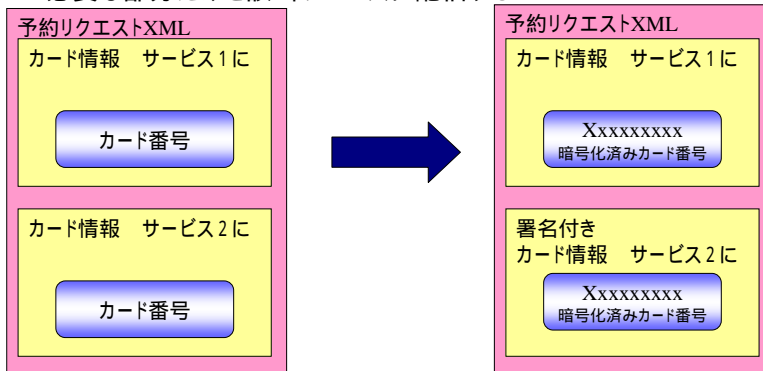 予約リクエストXML
カード情報　サービス1に
カード番号
カード情報　サービス2に
カード番号
予約リクエストXML
カード情報　サービス1に
Xxxxxxxxx
暗号化済みカード番号
署名付き
カード情報　サービス2に
Xxxxxxxxx
暗号化済みカード番号